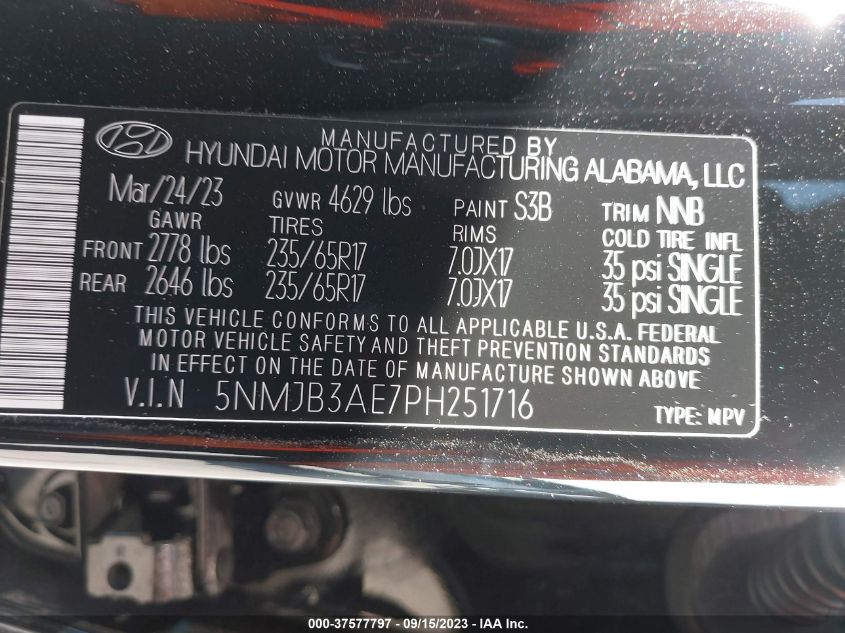 MANUFACTURED BY
HYUNDAI MOTOR MANUFACTURING ALABAMA, LLC
Mar/24/23 GVWR 4629 lbs PAINT S3B TRIM NNB
GAWR TIRES RIMS COLD TIRE INFL
FRONT 2778 lbs 235/65R17 7.0JX17 35 psi SINGLE
REAR 2646 lbs 235/65R17 7.0JX17 35 psi SINGLE
THIS VEHICLE CONFORMS TO ALL APPLICABLE U.S.A. FEDERAL
MOTOR VEHICLE SAFETY AND THEFT PREVENTION STANDARDS
IN EFFECT ON THE DATE OF MANUFACTURE SHOWN ABOVE.
V.I.N 5NMJB3AE7PH251716 TYPE: MPV
000-37577797 - 09/15/2023 - IAA Inc.